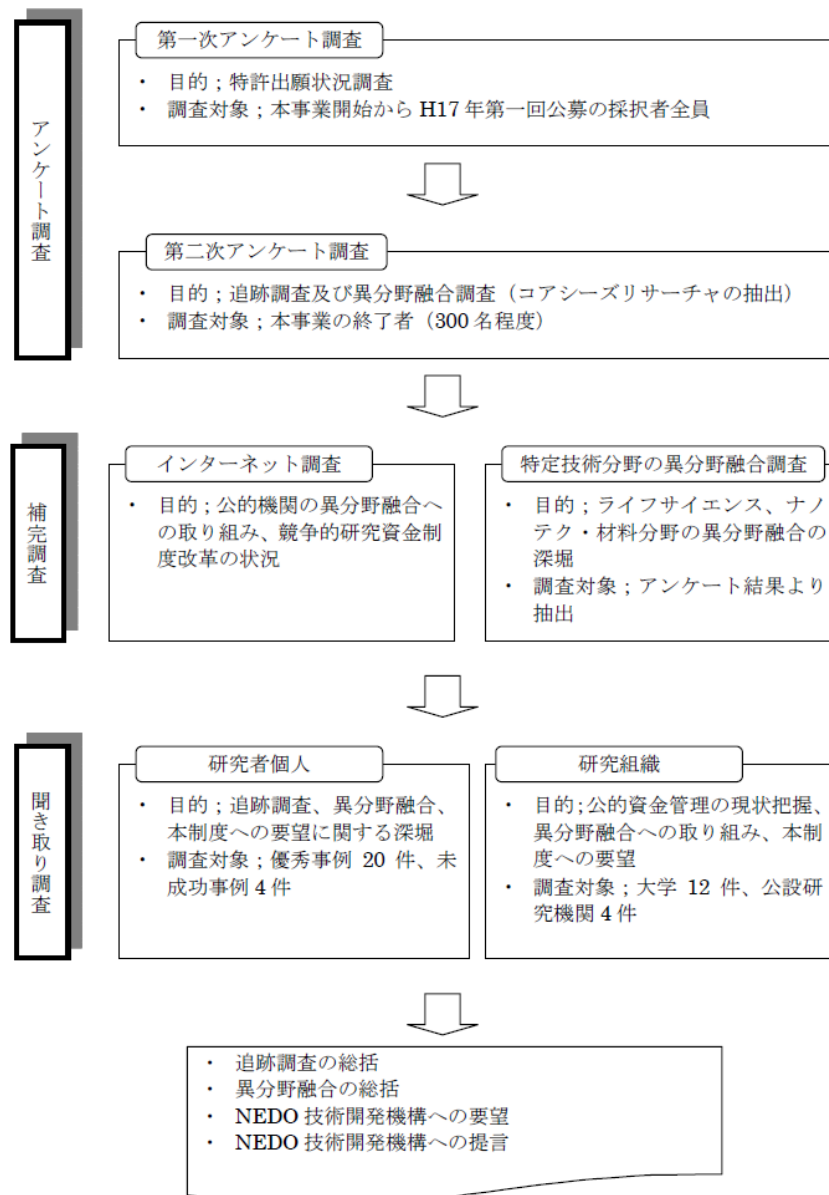 アンケート調査
第一次アンケート調査
・ 目的；特許出願状況調査
・ 調査対象；本事業開始から H17 年第一回公募の採択者全員
第二次アンケート調査
・ 目的；追跡調査及び異分野融合調査（コアシーズリサーチャの抽出）
・ 調査対象；本事業の終了者（300 名程度）
補完調査
インターネット調査
・ 目的；公的機関の異分野融合へ
の取り組み、競争的研究資金制
度改革の状況
特定技術分野の異分野融合調査
・ 目的；ライフサイエンス、ナノ
テク・材料分野の異分野融合の
深堀
・ 調査対象；アンケート結果より
抽出
聞き取り調査
研究者個人
・ 目的；追跡調査、異分野融合、
本制度への要望に関する深堀
・ 調査対象；優秀事例 20 件、未
成功事例 4 件
研究組織
・ 目的；公的資金管理の現状把握、
異分野融合への取り組み、本制
度への要望
・ 調査対象；大学 12 件、公設研
究機関 4 件
・ 追跡調査の総括
・ 異分野融合の総括
・ NEDO 技術開発機構への要望
・ NEDO 技術開発機構への提言